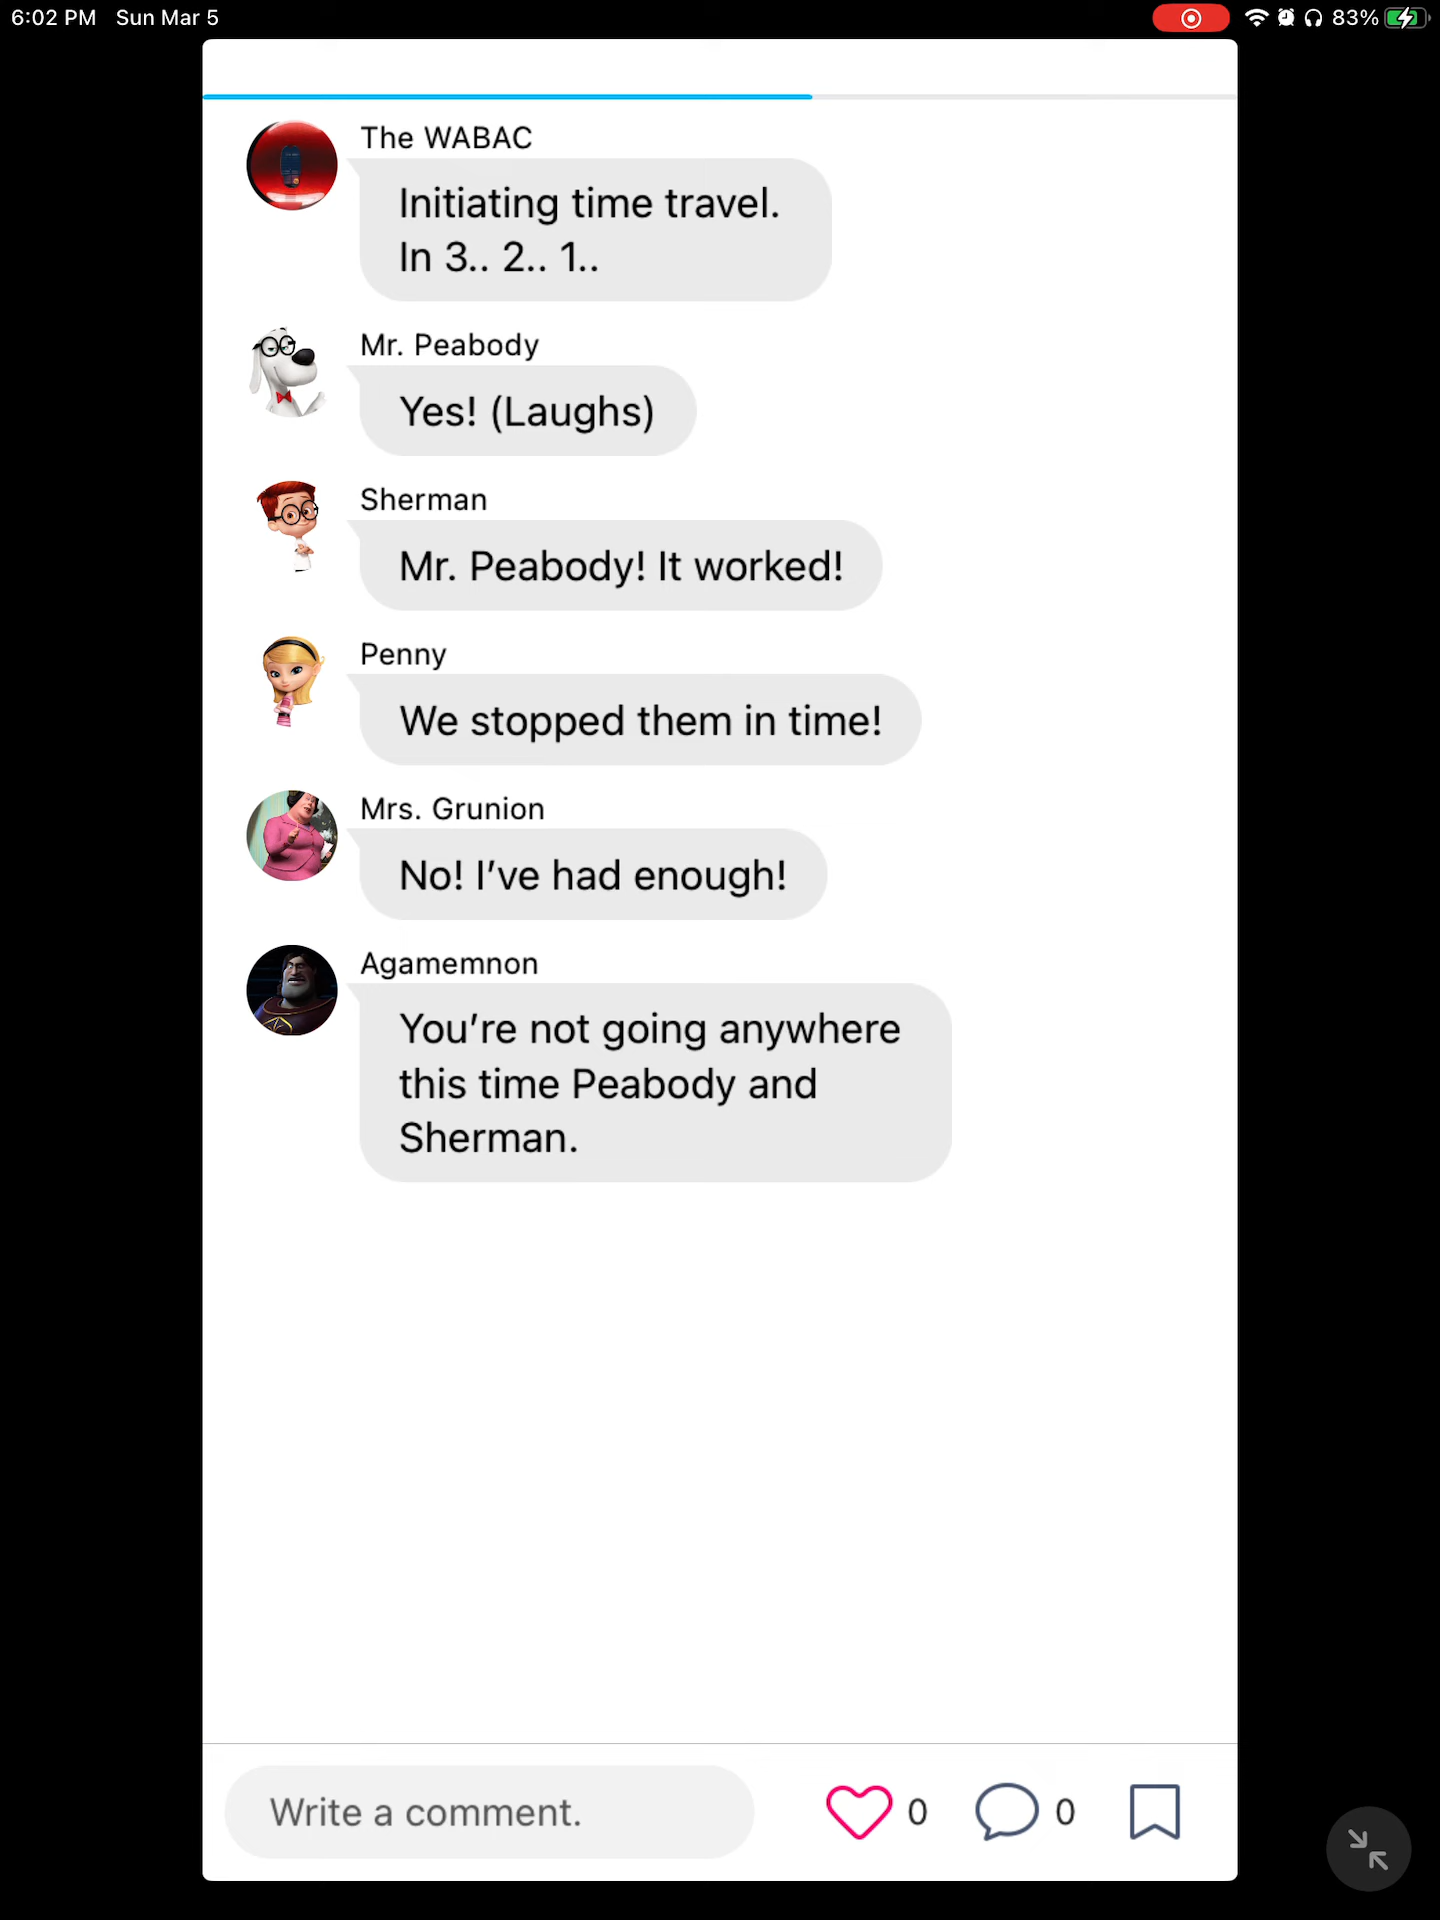 6:02 PM Sun Mar 5 83%
The WABAC
Initiating time travel.
In 3.. 2.. 1..
Mr. Peabody
Yes! (Laughs)
Sherman
Mr. Peabody! It worked!
Penny
We stopped them in time!
Mrs. Grunion
No! I’ve had enough!
Agamemnon
You’re not going anywhere
this time Peabody and
Sherman.
Write a comment. 0 0